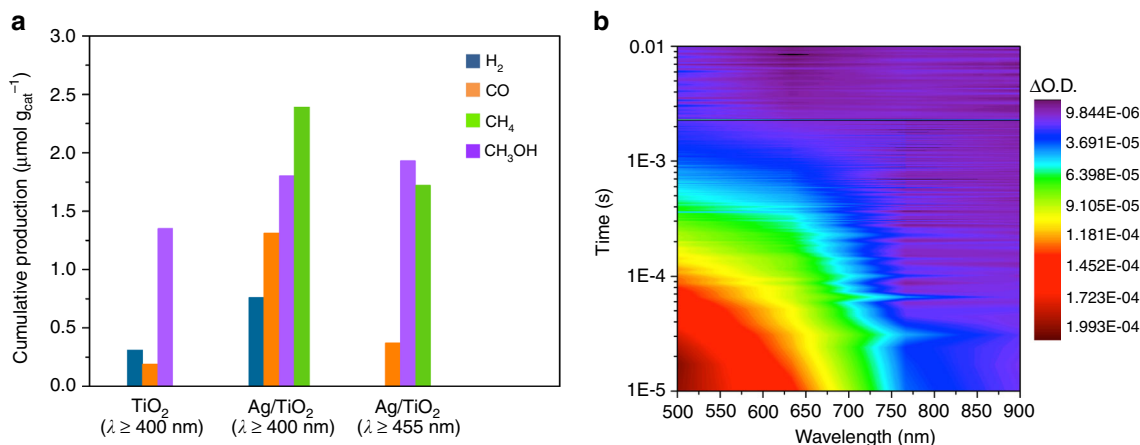 a
Cumulative production (μmol g_cat⁻¹)
3.0
2.5
2.0
1.5
1.0
0.5
0.0
H₂
CO
CH₄
CH₃OH
TiO₂
(λ ≥ 400 nm)
Ag/TiO₂
(λ ≥ 400 nm)
Ag/TiO₂
(λ ≥ 455 nm)
b
Time (s)
0.01
1E-3
1E-4
1E-5
500 550 600 625 650 700 750 800 850 900
Wavelength (nm)
ΔO.D.
9.844E-06
3.691E-05
6.398E-05
9.105E-05
1.181E-04
1.452E-04
1.723E-04
1.993E-04